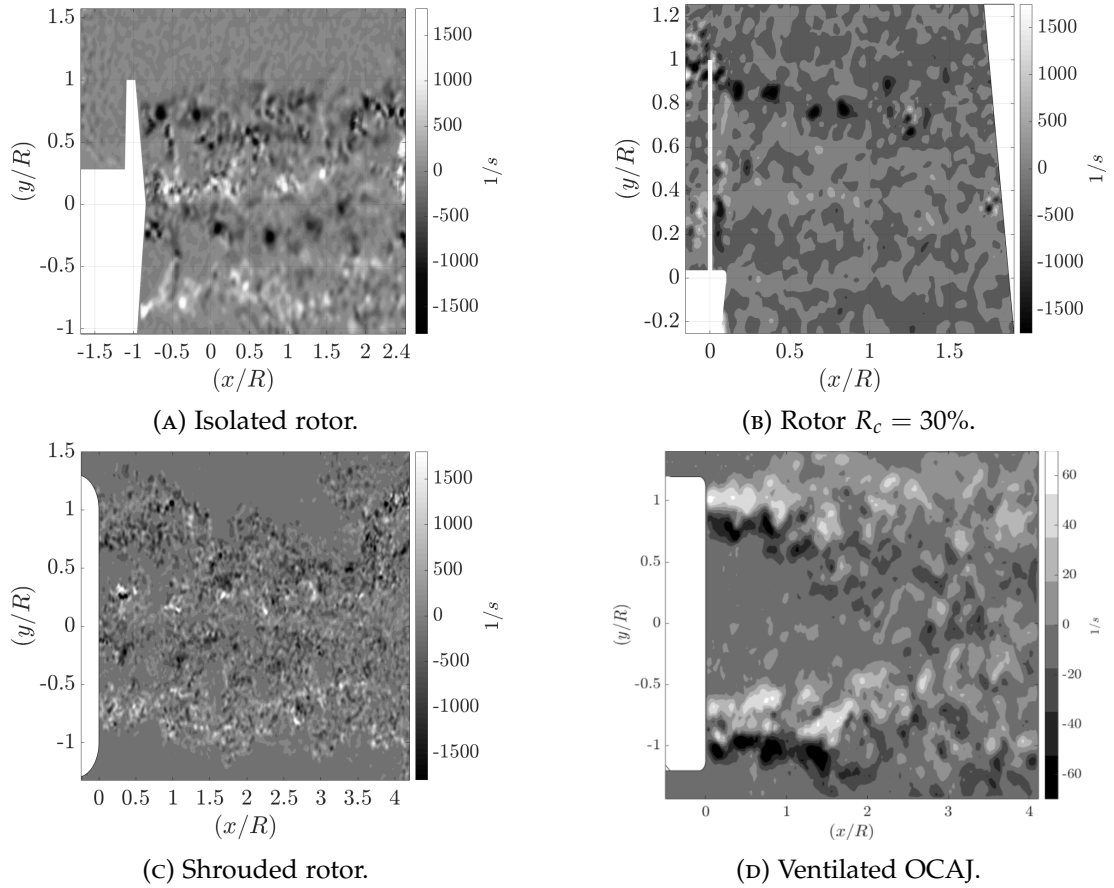 1.5
1
0.5
0
-0.5
-1
(y/R)
-1.5 -1 -0.5 0 0.5 1 1.5 2 2.4
(x/R)
1500
1000
500
0
-500
-1000
-1500
1/s
(A) Isolated rotor.
1.2
1
0.8
0.6
0.4
0.2
0
-0.2
(y/R)
0 0.5 1 1.5
(x/R)
1500
1000
500
0
-500
-1000
-1500
1/s
(B) Rotor R_c = 30%.
1.5
1
0.5
0
-0.5
-1
(y/R)
0 0.5 1 1.5 2 2.5 3 3.5 4
(x/R)
1500
1000
500
0
-500
-1000
-1500
1/s
(C) Shrouded rotor.
1
0.5
0
-0.5
-1
(y/R)
0 1 2 3 4
(x/R)
60
40
20
0
-20
-40
-60
1/s
(D) Ventilated OCAJ.